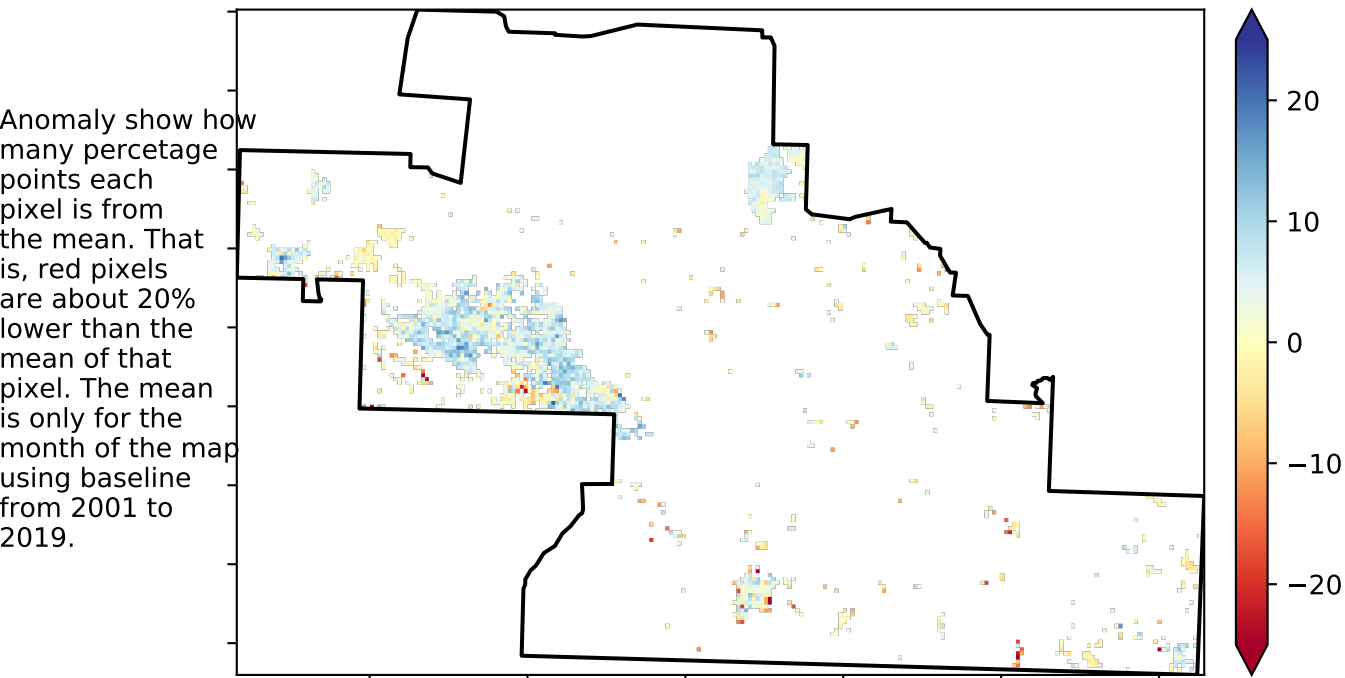 Anomaly show how
many percetage
points each
pixel is from
the mean. That
is, red pixels
are about 20%
lower than the
mean of that
pixel. The mean
is only for the
month of the map
using baseline
from 2001 to
2019.
20
10
0
−10
−20